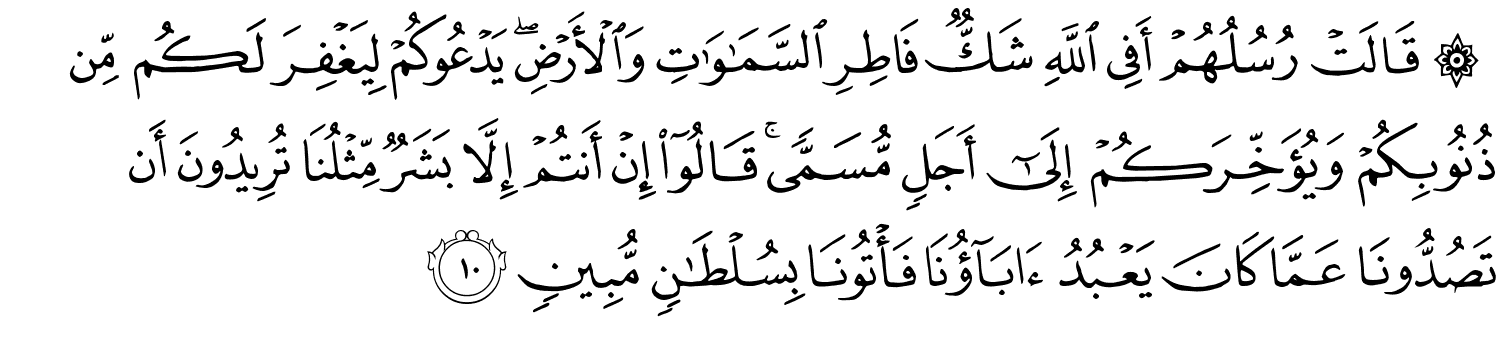 ۞ قَالَتۡ رُسُلُهُمۡ أَفِي ٱللَّهِ شَكّٞ فَاطِرِ ٱلسَّمَٰوَٰتِ وَٱلۡأَرۡضِۖ يَدۡعُوكُمۡ لِيَغۡفِرَ لَكُم مِّن
ذُنُوبِكُمۡ وَيُؤَخِّرَكُمۡ إِلَىٰٓ أَجَلٖ مُّسَمّٗىۚ قَالُوٓاْ إِنۡ أَنتُمۡ إِلَّا بَشَرٞ مِّثۡلُنَا تُرِيدُونَ أَن
تَصُدُّونَا عَمَّا كَانَ يَعۡبُدُ ءَابَآؤُنَا فَأۡتُونَا بِسُلۡطَٰنٖ مُّبِينٖ ١٠